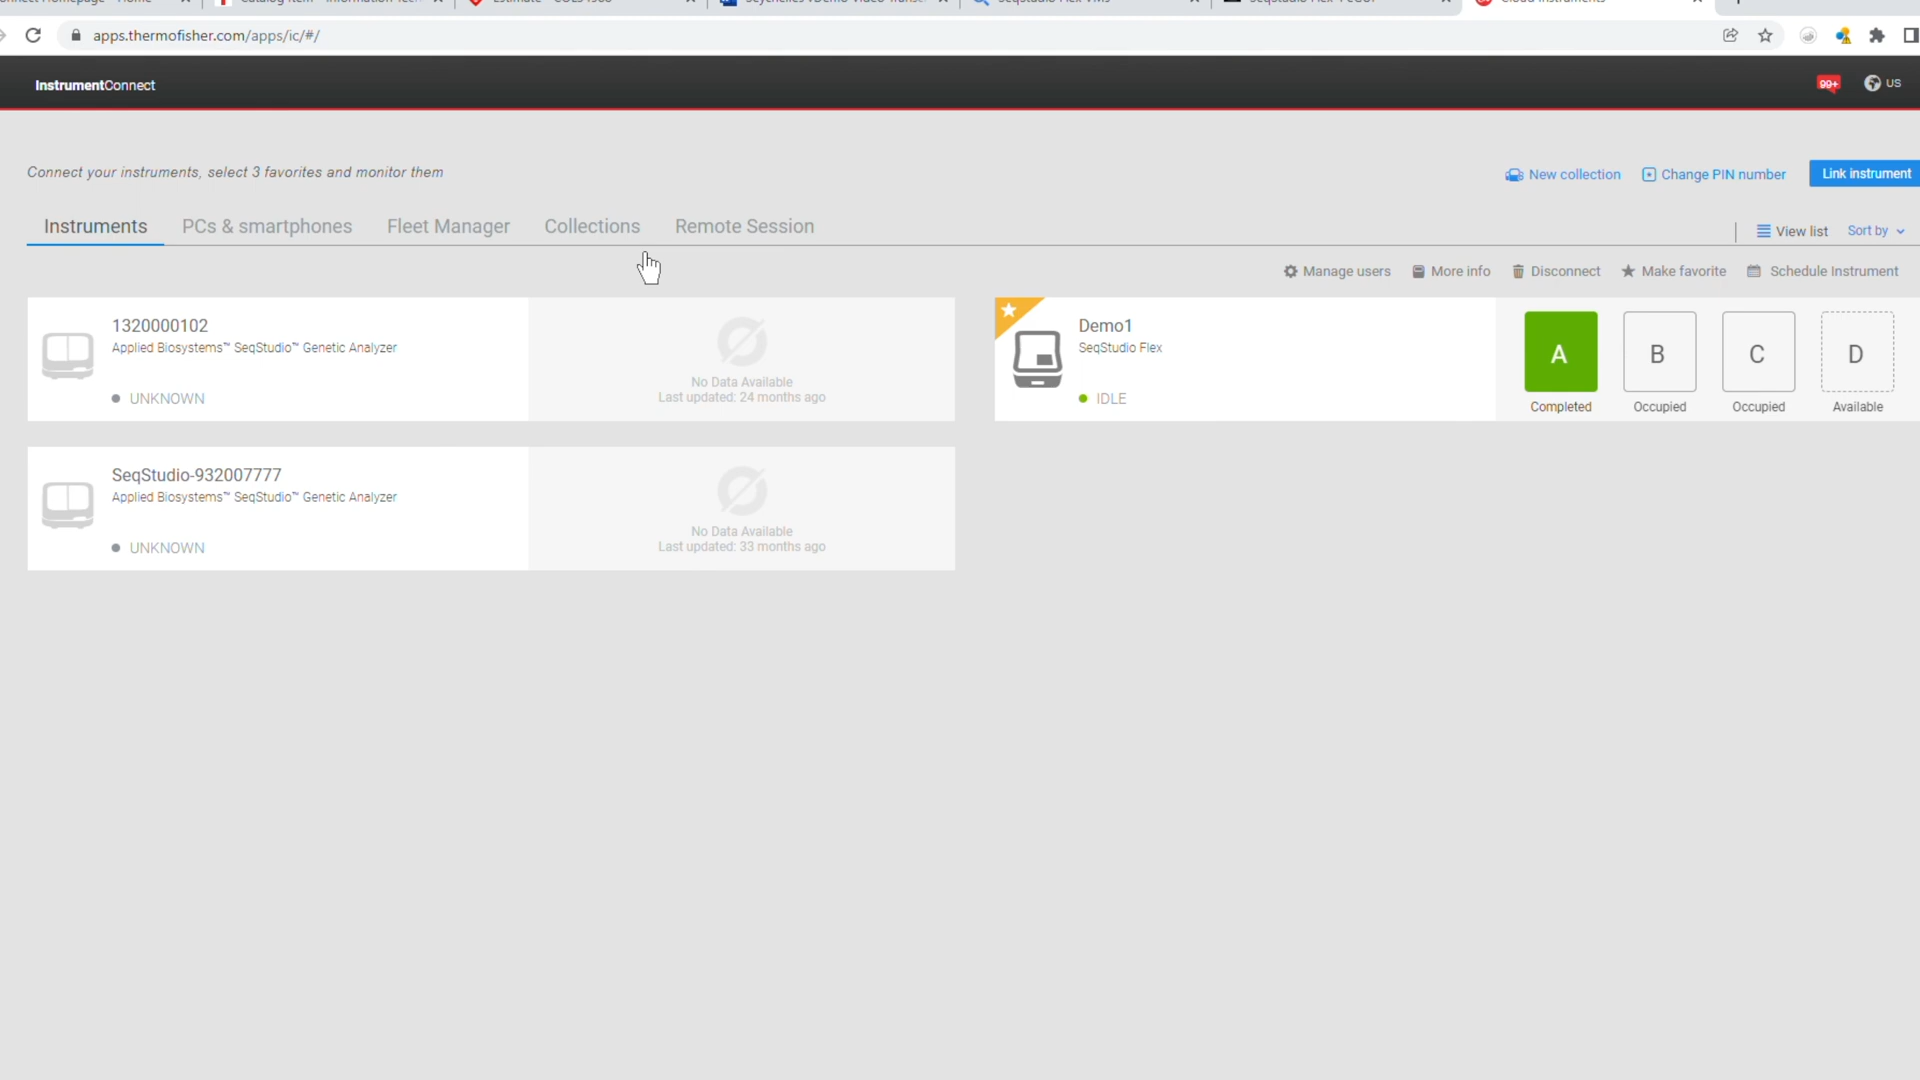 apps.thermofisher.com/apps/ic/#/
InstrumentConnect
99+
US
Connect your instruments, select 3 favorites and monitor them
New collection
Change PIN number
Link instrument
Instruments
PCs & smartphones
Fleet Manager
Collections
Remote Session
View list
Sort by
Manage users
More info
Disconnect
Make favorite
Schedule Instrument
1320000102
Applied Biosystems™ SeqStudio™ Genetic Analyzer
UNKNOWN
No Data Available
Last updated: 24 months ago
Demo1
SeqStudio Flex
IDLE
A
B
C
D
Completed
Occupied
Occupied
Available
SeqStudio-932007777
Applied Biosystems™ SeqStudio™ Genetic Analyzer
UNKNOWN
No Data Available
Last updated: 33 months ago